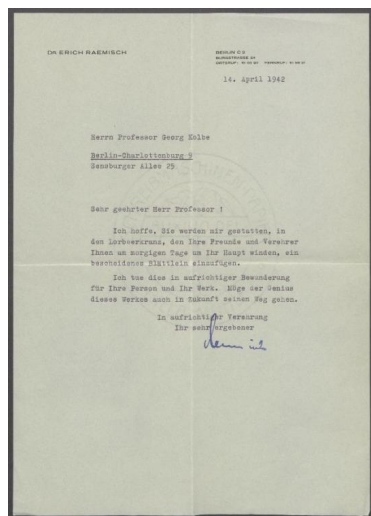 DR. ERICH RAEMISCH
BERLIN C 2
BURGSTRASSE
14. April 1942
Herrn Professor Georg Kolbe
Berlin-Charlottenburg 9
Sensburger Allee 29
Sehr geehrter Herr Professor !
Ich hoffe, Sie werden mir gestatten, in
den Lorbeerkranz, den Ihre Freunde und Verehrer
Ihnen am morgigen Tage um Ihr Haupt winden, ein
bescheidenes Blättlein einzufügen.
Ich tue dies in aufrichtiger Bewunderung
für Ihre Person und Ihr Werk. Möge der Genius
dieses Werkes auch in Zukunft seinen Weg gehen.
In aufrichtiger Verehrung
Ihr sehr ergebener
Raemisch